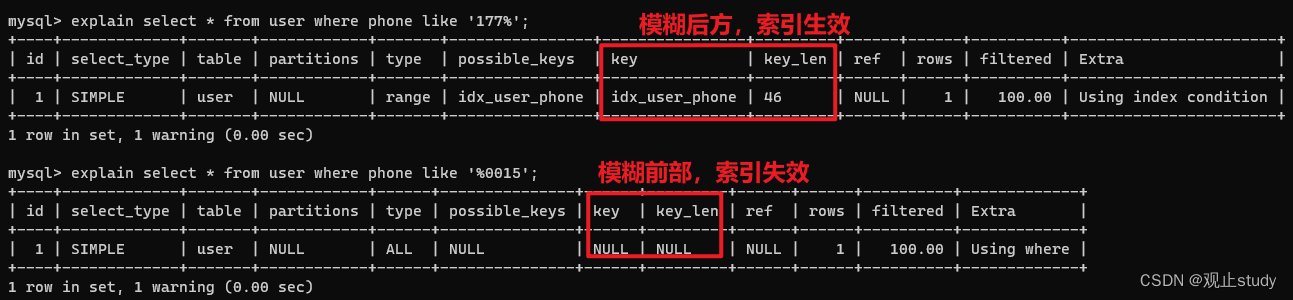 mysql> explain select * from user where phone like '177%';
模糊后方，索引生效
+----+-------------+-------+------------+-------+----------------+----------------+---------+------+------+----------+-----------------------+
| id | select_type | table | partitions | type | possible_keys | key | key_len | ref | rows | filtered | Extra |
+----+-------------+-------+------------+-------+----------------+----------------+---------+------+------+----------+-----------------------+
| 1 | SIMPLE | user | NULL | range | idx_user_phone | idx_user_phone | 46 | NULL | 1 | 100.00 | Using index condition |
+----+-------------+-------+------------+-------+----------------+----------------+---------+------+------+----------+-----------------------+
1 row in set, 1 warning (0.00 sec)
mysql> explain select * from user where phone like '%0015';
模糊前部，索引失效
+----+-------------+-------+------------+------+---------------+------+---------+------+------+----------+-------------+
| id | select_type | table | partitions | type | possible_keys | key | key_len | ref | rows | filtered | Extra |
+----+-------------+-------+------------+------+---------------+------+---------+------+------+----------+-------------+
| 1 | SIMPLE | user | NULL | ALL | NULL | NULL | NULL | NULL | 1 | 100.00 | Using where |
+----+-------------+-------+------------+------+---------------+------+---------+------+------+----------+-------------+
1 row in set, 1 warning (0.00 sec)
CSDN @观止study